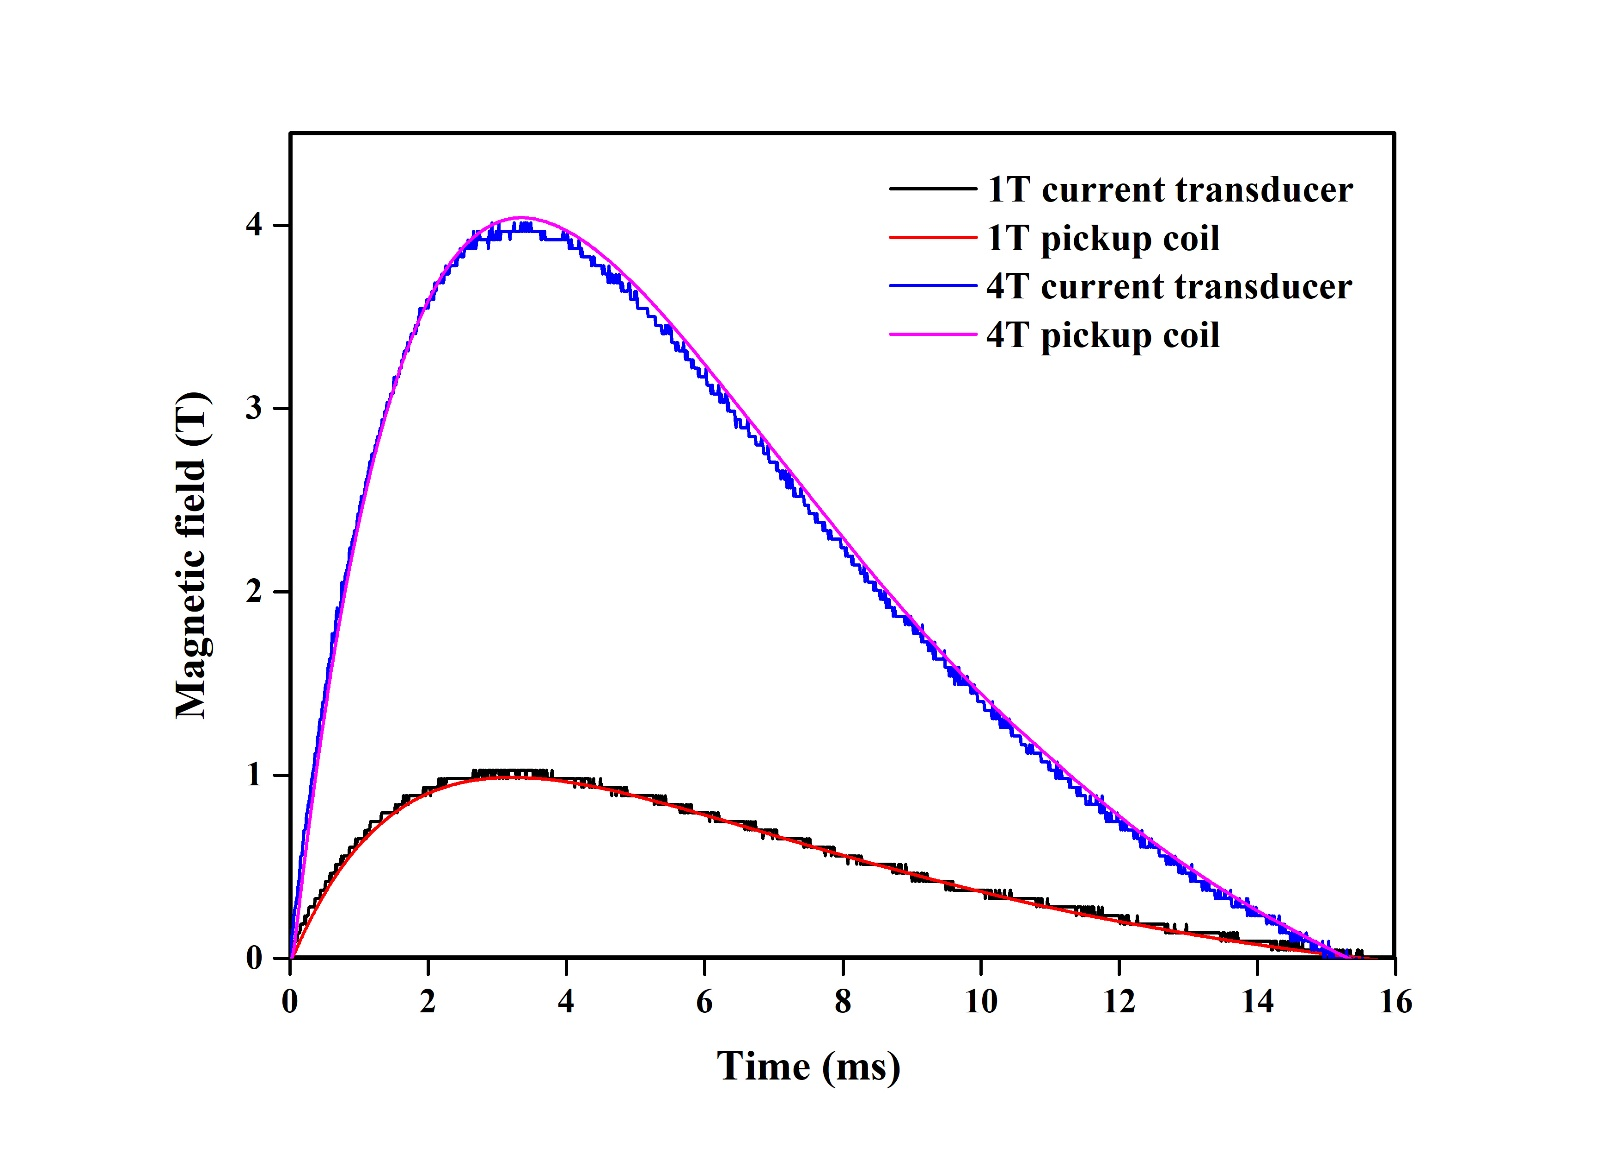 1T current transducer
1T pickup coil
4T current transducer
4T pickup coil
Magnetic field (T)
4
3
2
1
0
0 2 4 6 8 10 12 14 16
Time (ms)